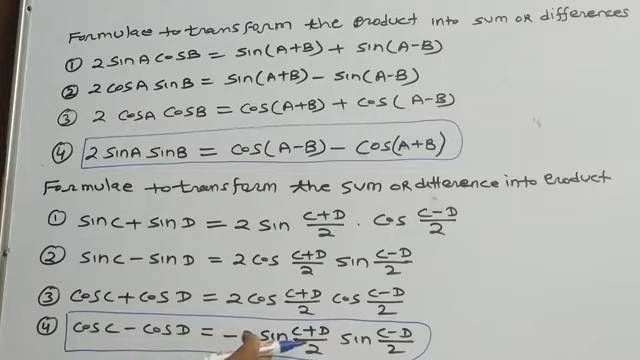 Formulae to transform the product into sum OR differences
① 2 sinA cosB = sin(A+B) + sin(A-B)
② 2 cosA sinB = sin(A+B) - sin(A-B)
③ 2 cosA cosB = cos(A+B) + cos(A-B)
④ 2 sinA sinB = cos(A-B) - cos(A+B)
Formulae to transform the sum OR difference into product
① sinC + sinD = 2 sin (C+D)/2 . cos (C-D)/2
② sinC - sinD = 2 cos (C+D)/2 sin (C-D)/2
③ cosC + cosD = 2 cos (C+D)/2 cos (C-D)/2
④ cosC - cosD = - sin (C+D)/2 sin (C-D)/2